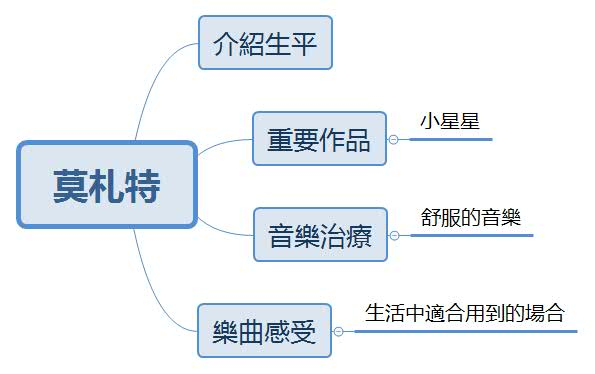 莫札特
介紹生平
重要作品
小星星
音樂治療
舒服的音樂
樂曲感受
生活中適合用到的場合